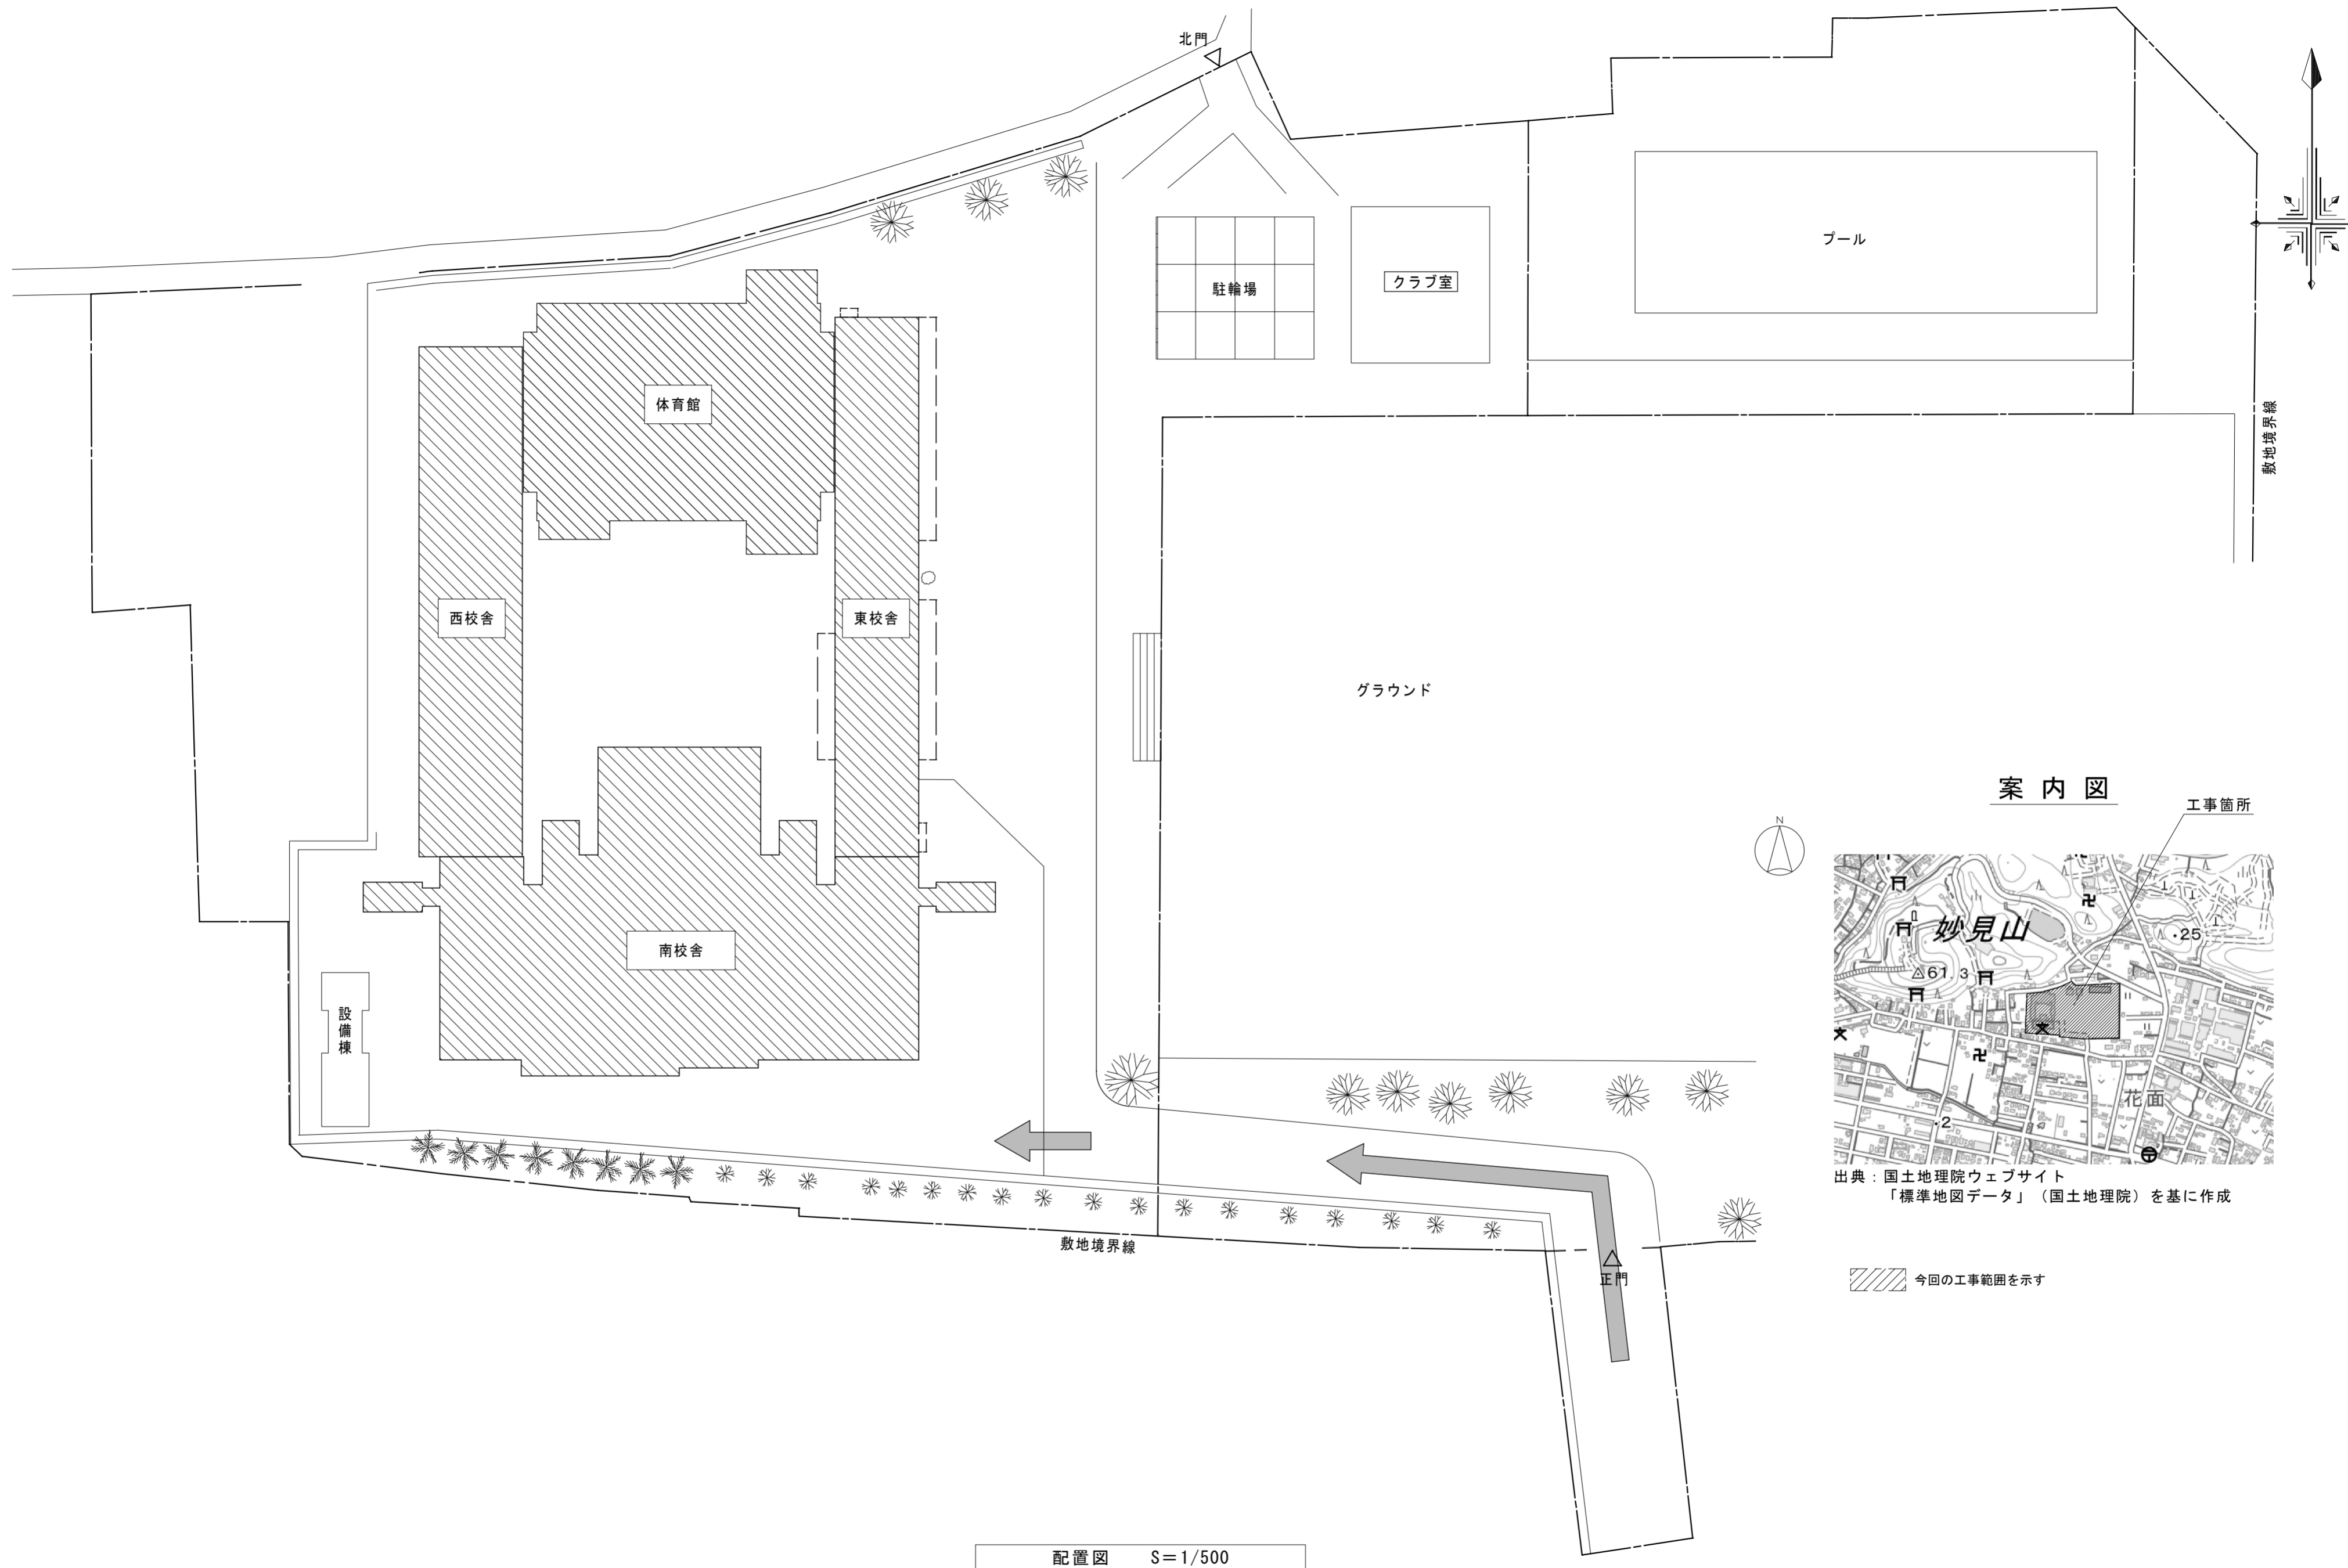 北門
プール
駐輪場
クラブ室
体育館
敷地境界線
西校舎
東校舎
グラウンド
案内図
工事箇所
N
妙見山
・25
61.3
南校舎
設備棟
花面
・2
出典：国土地理院ウェブサイト
「標準地図データ」（国土地理院）を基に作成
敷地境界線
正門
今回の工事範囲を示す
配置図 S＝1/500